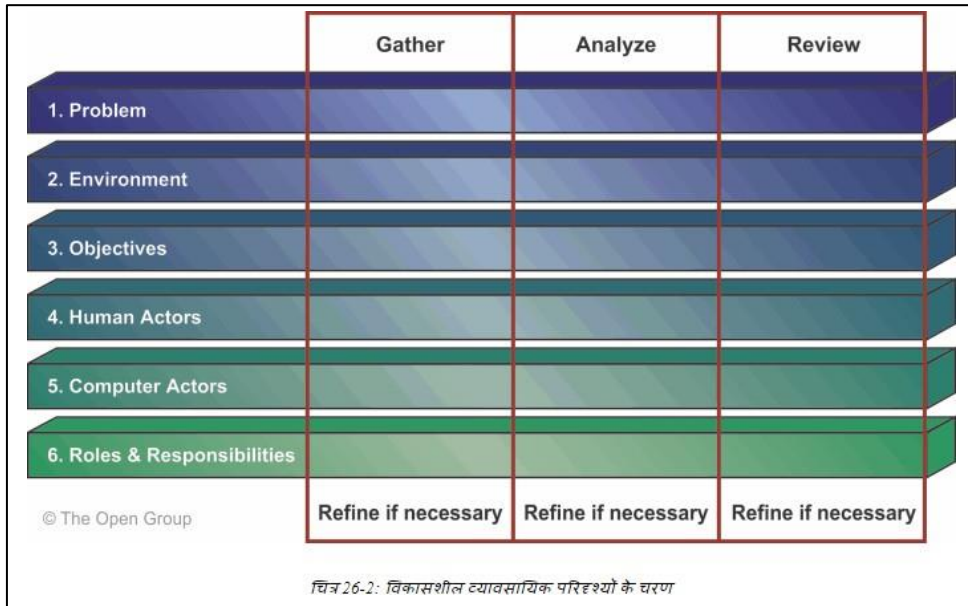 Gather Analyze Review
1. Problem
2. Environment
3. Objectives
4. Human Actors
5. Computer Actors
6. Roles & Responsibilities
© The Open Group
Refine if necessary Refine if necessary Refine if necessary
चित्र 26-2: विकासशील व्यावसायिक परिदृश्यों के चरण